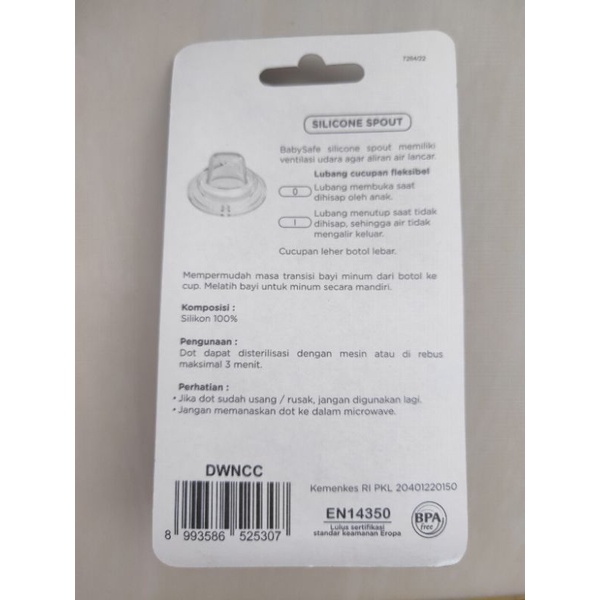 7264/22
SILICONE SPOUT
BabySafe silicone spout memiliki
ventilasi udara agar aliran air lancar.
Lubang cucupan fleksibel
0 Lubang membuka saat
dihisap oleh anak.
I Lubang menutup saat tidak
dihisap, sehingga air tidak
mengalir keluar.
Cucupan leher botol lebar.
Mempermudah masa transisi bayi minum dari botol ke
cup. Melatih bayi untuk minum secara mandiri.
Komposisi :
Silikon 100%
Pengunaan :
Dot dapat disterilisasi dengan mesin atau di rebus
maksimal 3 menit.
Perhatian :
• Jika dot sudah usang / rusak, jangan digunakan lagi.
• Jangan memanaskan dot ke dalam microwave.
DWNCC
8 993586 525307
Kemenkes RI PKL 20401220150
EN14350
Lulus sertifikasi
standar keamanan Eropa
BPA
free